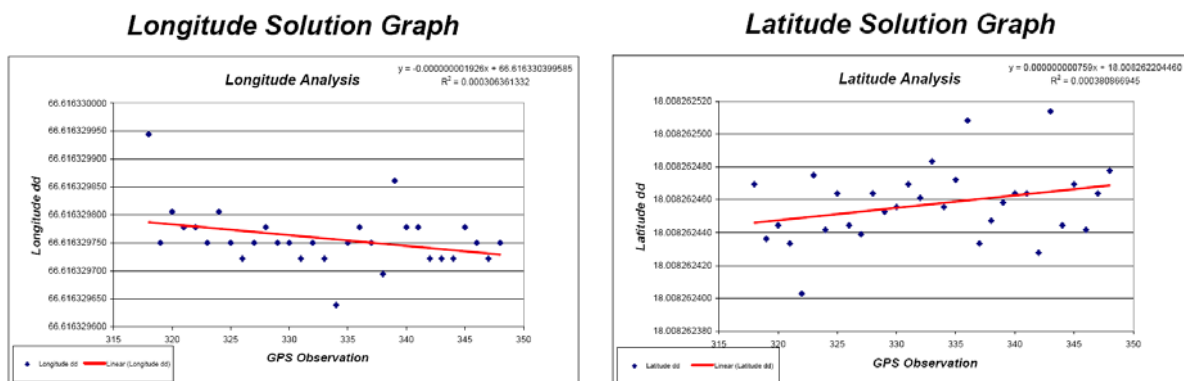 Longitude Solution Graph
Longitude Analysis
y = -0.000000001926x + 66.616330399585
R² = 0.000306361332
Longitude dd
66.616330000
66.616329950
66.616329900
66.616329850
66.616329800
66.616329750
66.616329700
66.616329650
66.616329600
315 320 325 330 335 340 345 350
GPS Observation
Longitude dd Linear (Longitude dd)
Latitude Solution Graph
Latitude Analysis
y = 0.000000000759x + 18.008262204460
R² = 0.000380966945
Latitude dd
18.008262520
18.008262500
18.008262480
18.008262460
18.008262440
18.008262420
18.008262400
18.008262380
315 320 325 330 335 340 345 350
GPS Observation
Latitude dd Linear (Latitude dd)